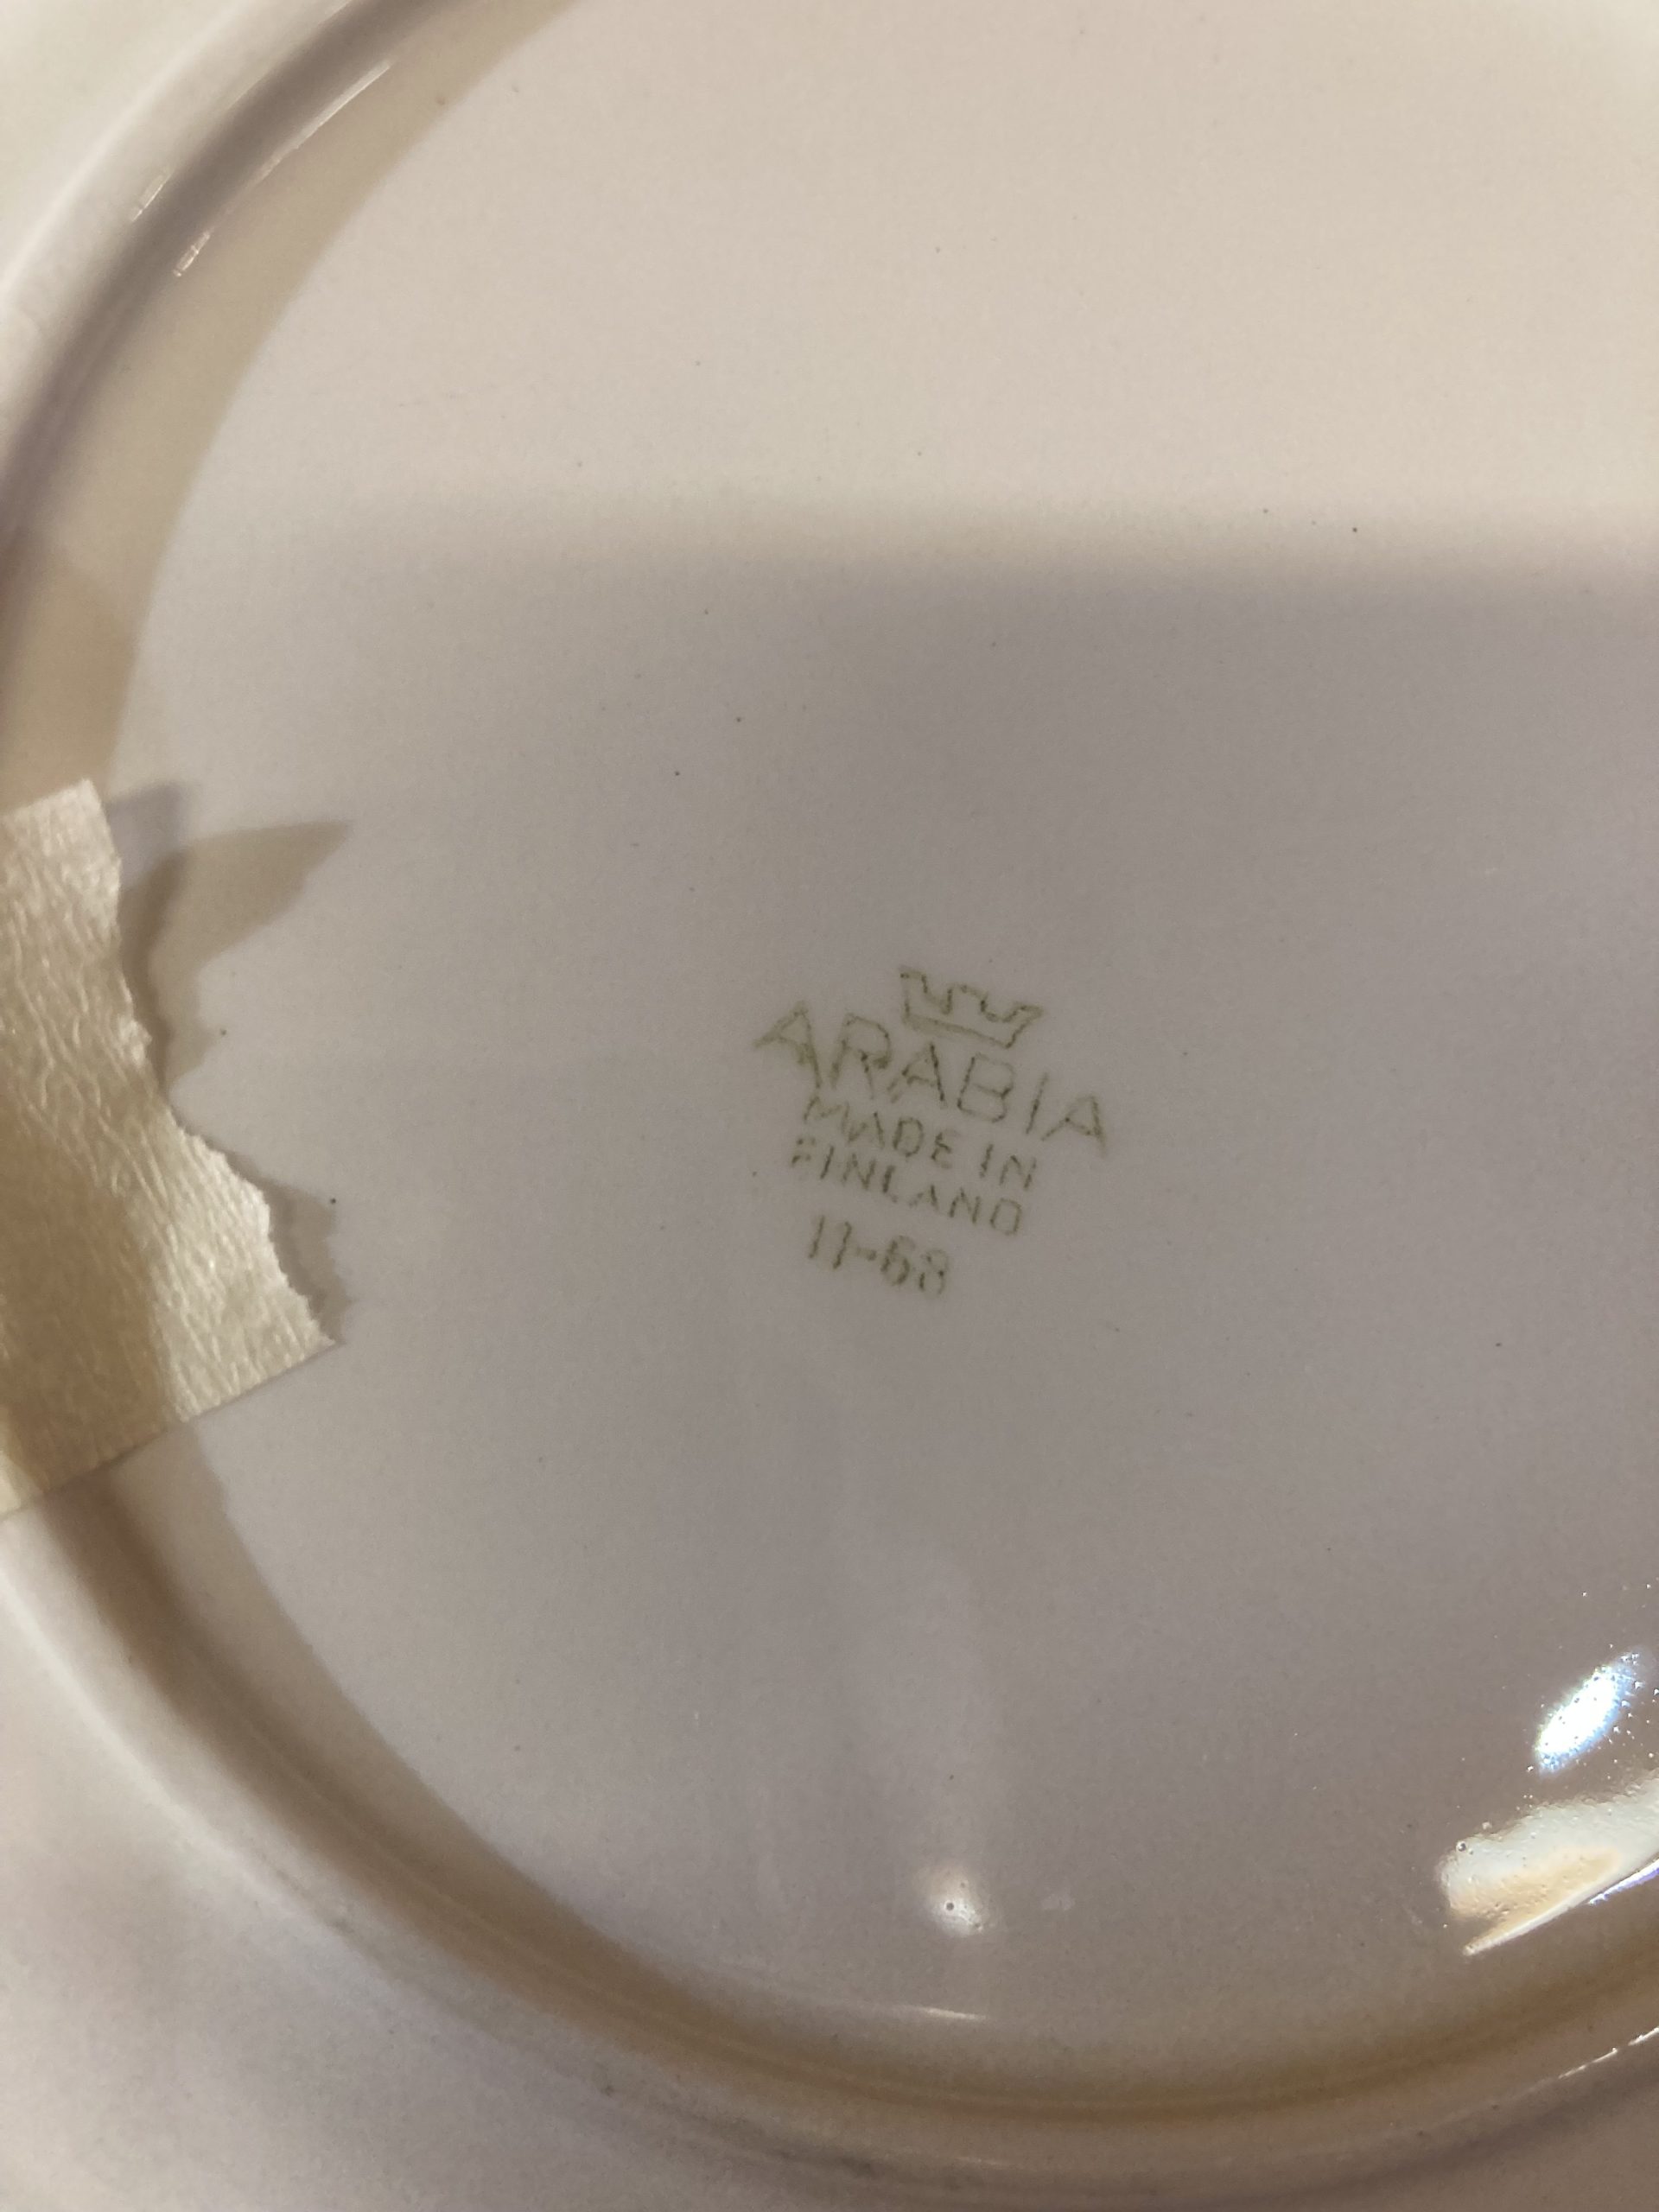 ARABIA
MADE IN
FINLAND
11-68